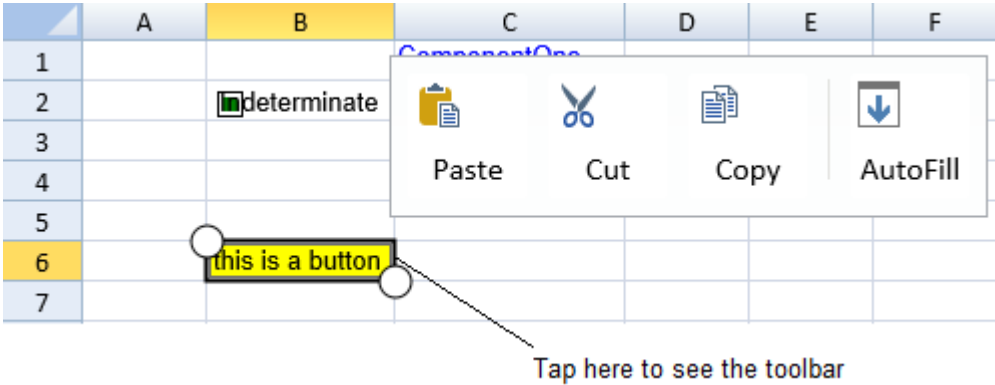 A B C D E F
1 ComponentOne
2 Indeterminate
3
4
5
6 this is a button
7
Paste Cut Copy AutoFill
Tap here to see the toolbar